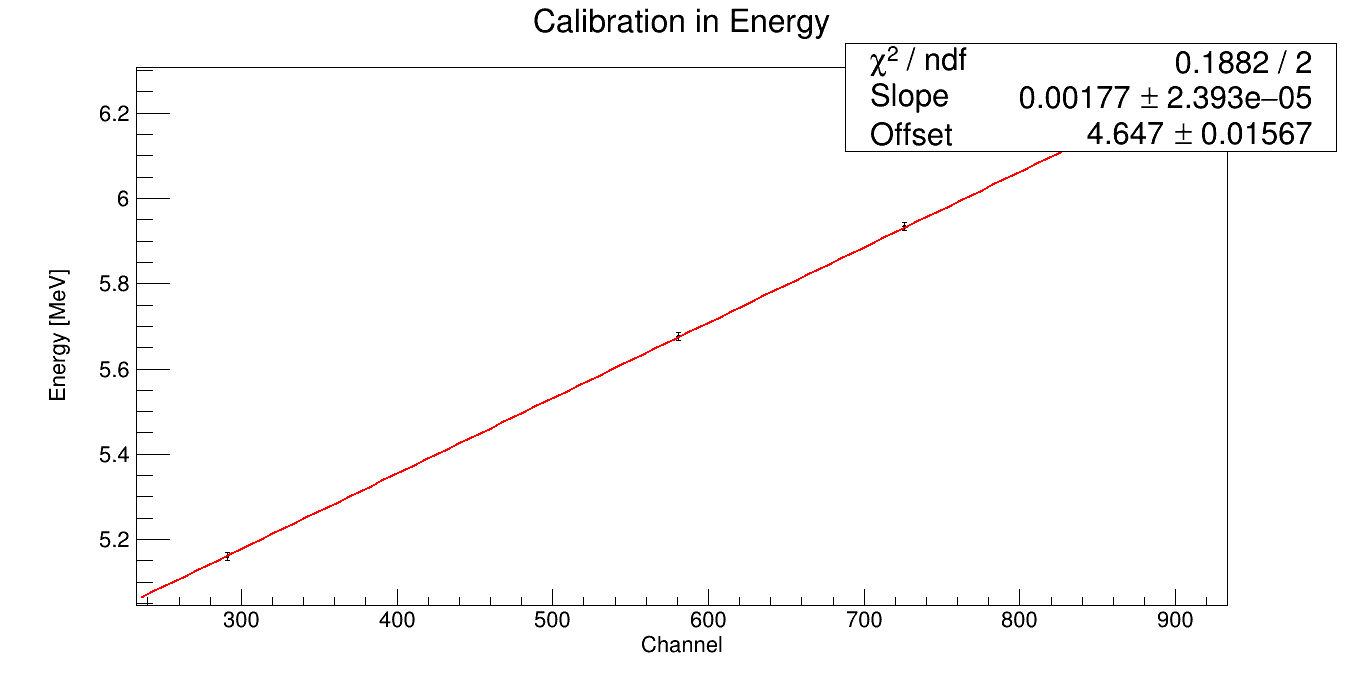 Calibration in Energy
χ² / ndf 0.1882 / 2
Slope 0.00177 ± 2.393e−05
Offset 4.647 ± 0.01567
6.2
6
5.8
5.6
5.4
5.2
Energy [MeV]
300 400 500 600 700 800 900
Channel